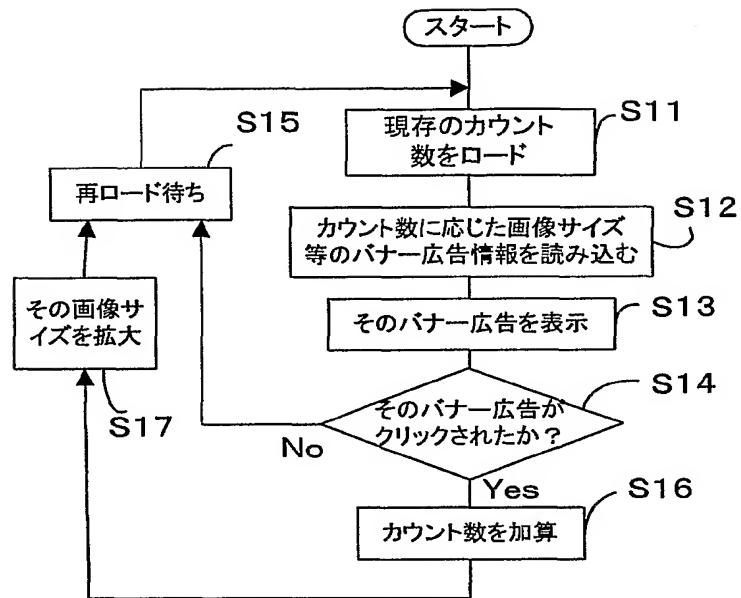 スタート
S11
現存のカウント
数をロード
S12
カウント数に応じた画像サイズ
等のバナー広告情報を読み込む
S13
そのバナー広告を表示
S14
そのバナー広告が
クリックされたか？
No
Yes
S16
カウント数を加算
S15
再ロード待ち
その画像サ
イズを拡大
S17